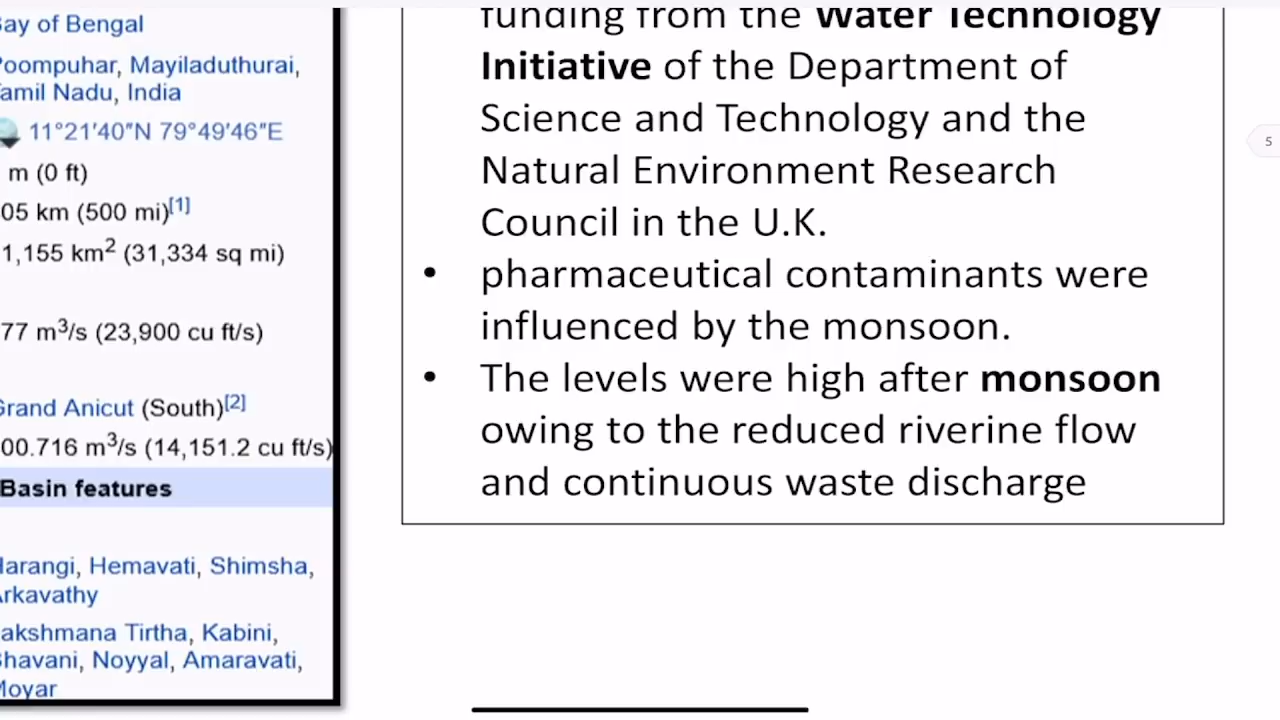 Bay of Bengal
Poompuhar, Mayiladuthurai,
Tamil Nadu, India
11°21′40″N 79°49′46″E
m (0 ft)
05 km (500 mi)[1]
1,155 km2 (31,334 sq mi)
77 m3/s (23,900 cu ft/s)
Grand Anicut (South)[2]
00.716 m3/s (14,151.2 cu ft/s)
Basin features
Harangi, Hemavati, Shimsha,
Arkavathy
Lakshmana Tirtha, Kabini,
Bhavani, Noyyal, Amaravati,
Moyar
funding from the Water Technology
Initiative of the Department of
Science and Technology and the
Natural Environment Research
Council in the U.K.
• pharmaceutical contaminants were
influenced by the monsoon.
• The levels were high after monsoon
owing to the reduced riverine flow
and continuous waste discharge
5